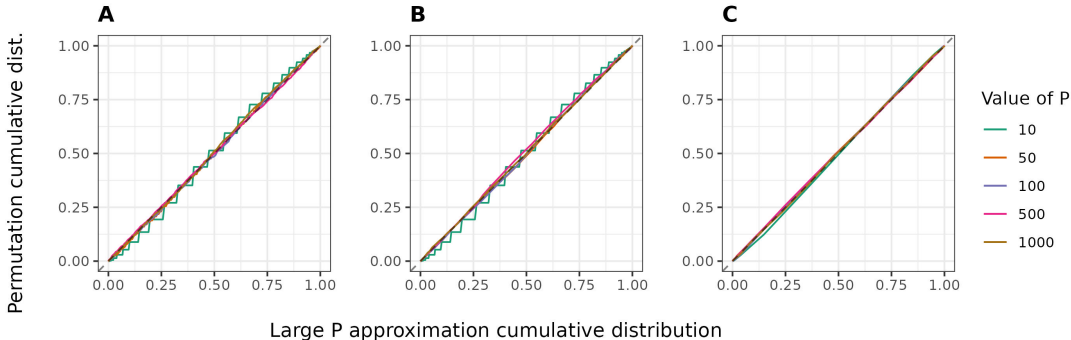 A B C
Permutation cumulative dist.
1.00 1.00 1.00
0.75 0.75 0.75
0.50 0.50 0.50
0.25 0.25 0.25
0.00 0.00 0.00
0.00 0.25 0.50 0.75 1.00 0.00 0.25 0.50 0.75 1.00 0.00 0.25 0.50 0.75 1.00
Large P approximation cumulative distribution
Value of P
10
50
100
500
1000